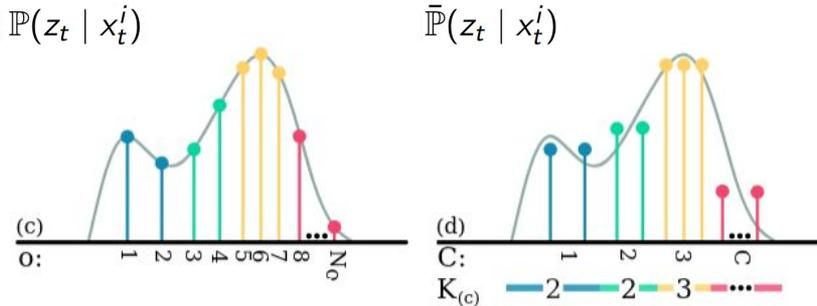 ℙ(z_t | x_t^i)
(c)
o: 1 2 3 4 5 6 7 8 ••• N_o
ℙ̄(z_t | x_t^i)
(d)
C: 1 2 3 ••• C
K_(c) 2 2 3 •••